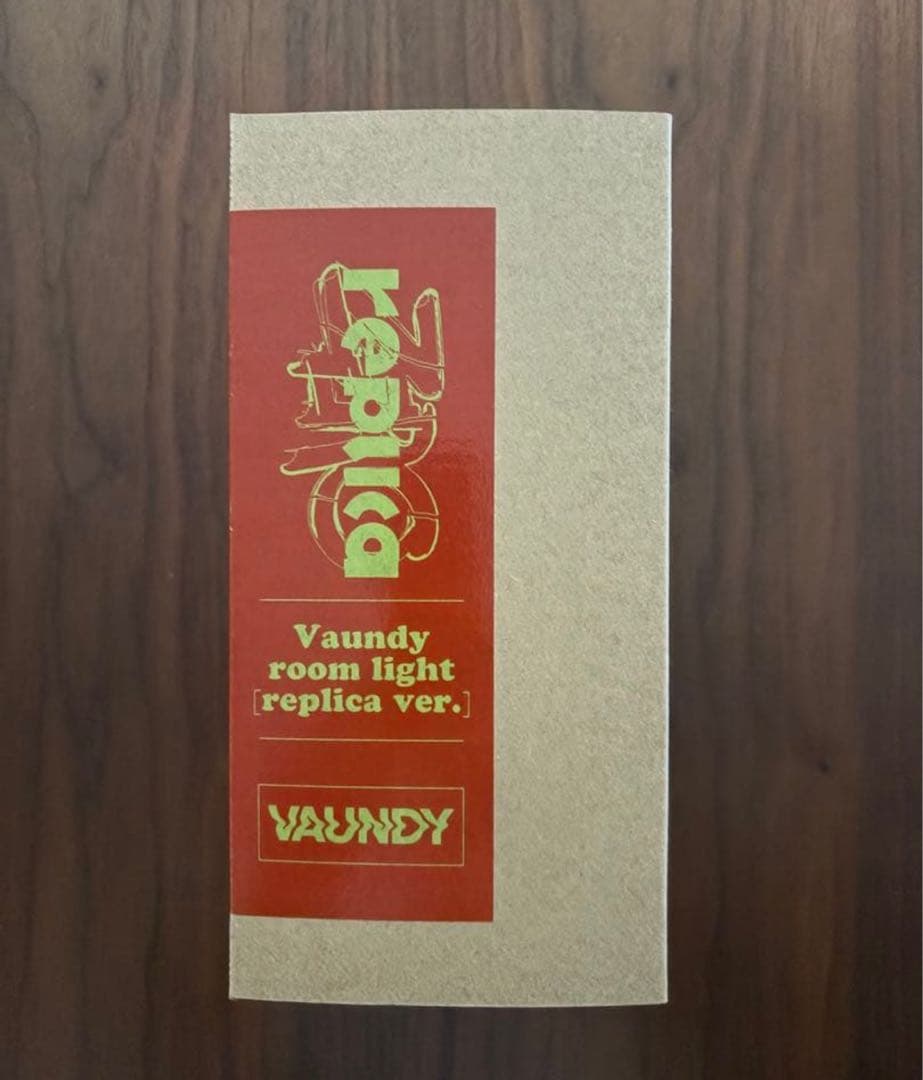 replica
Vaundy
room light
[replica ver.]
VAUNDY